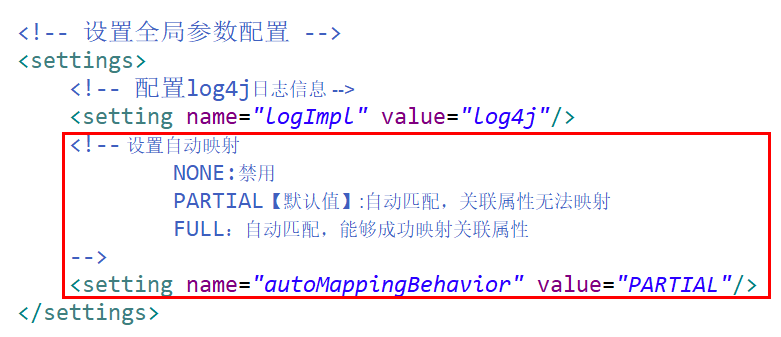 <!-- 设置全局参数配置 -->
<settings>
<!-- 配置log4j日志信息 -->
<setting name="logImpl" value="log4j"/>
<!-- 设置自动映射
NONE:禁用
PARTIAL【默认值】:自动匹配，关联属性无法映射
FULL：自动匹配，能够成功映射关联属性
-->
<setting name="autoMappingBehavior" value="PARTIAL"/>
</settings>